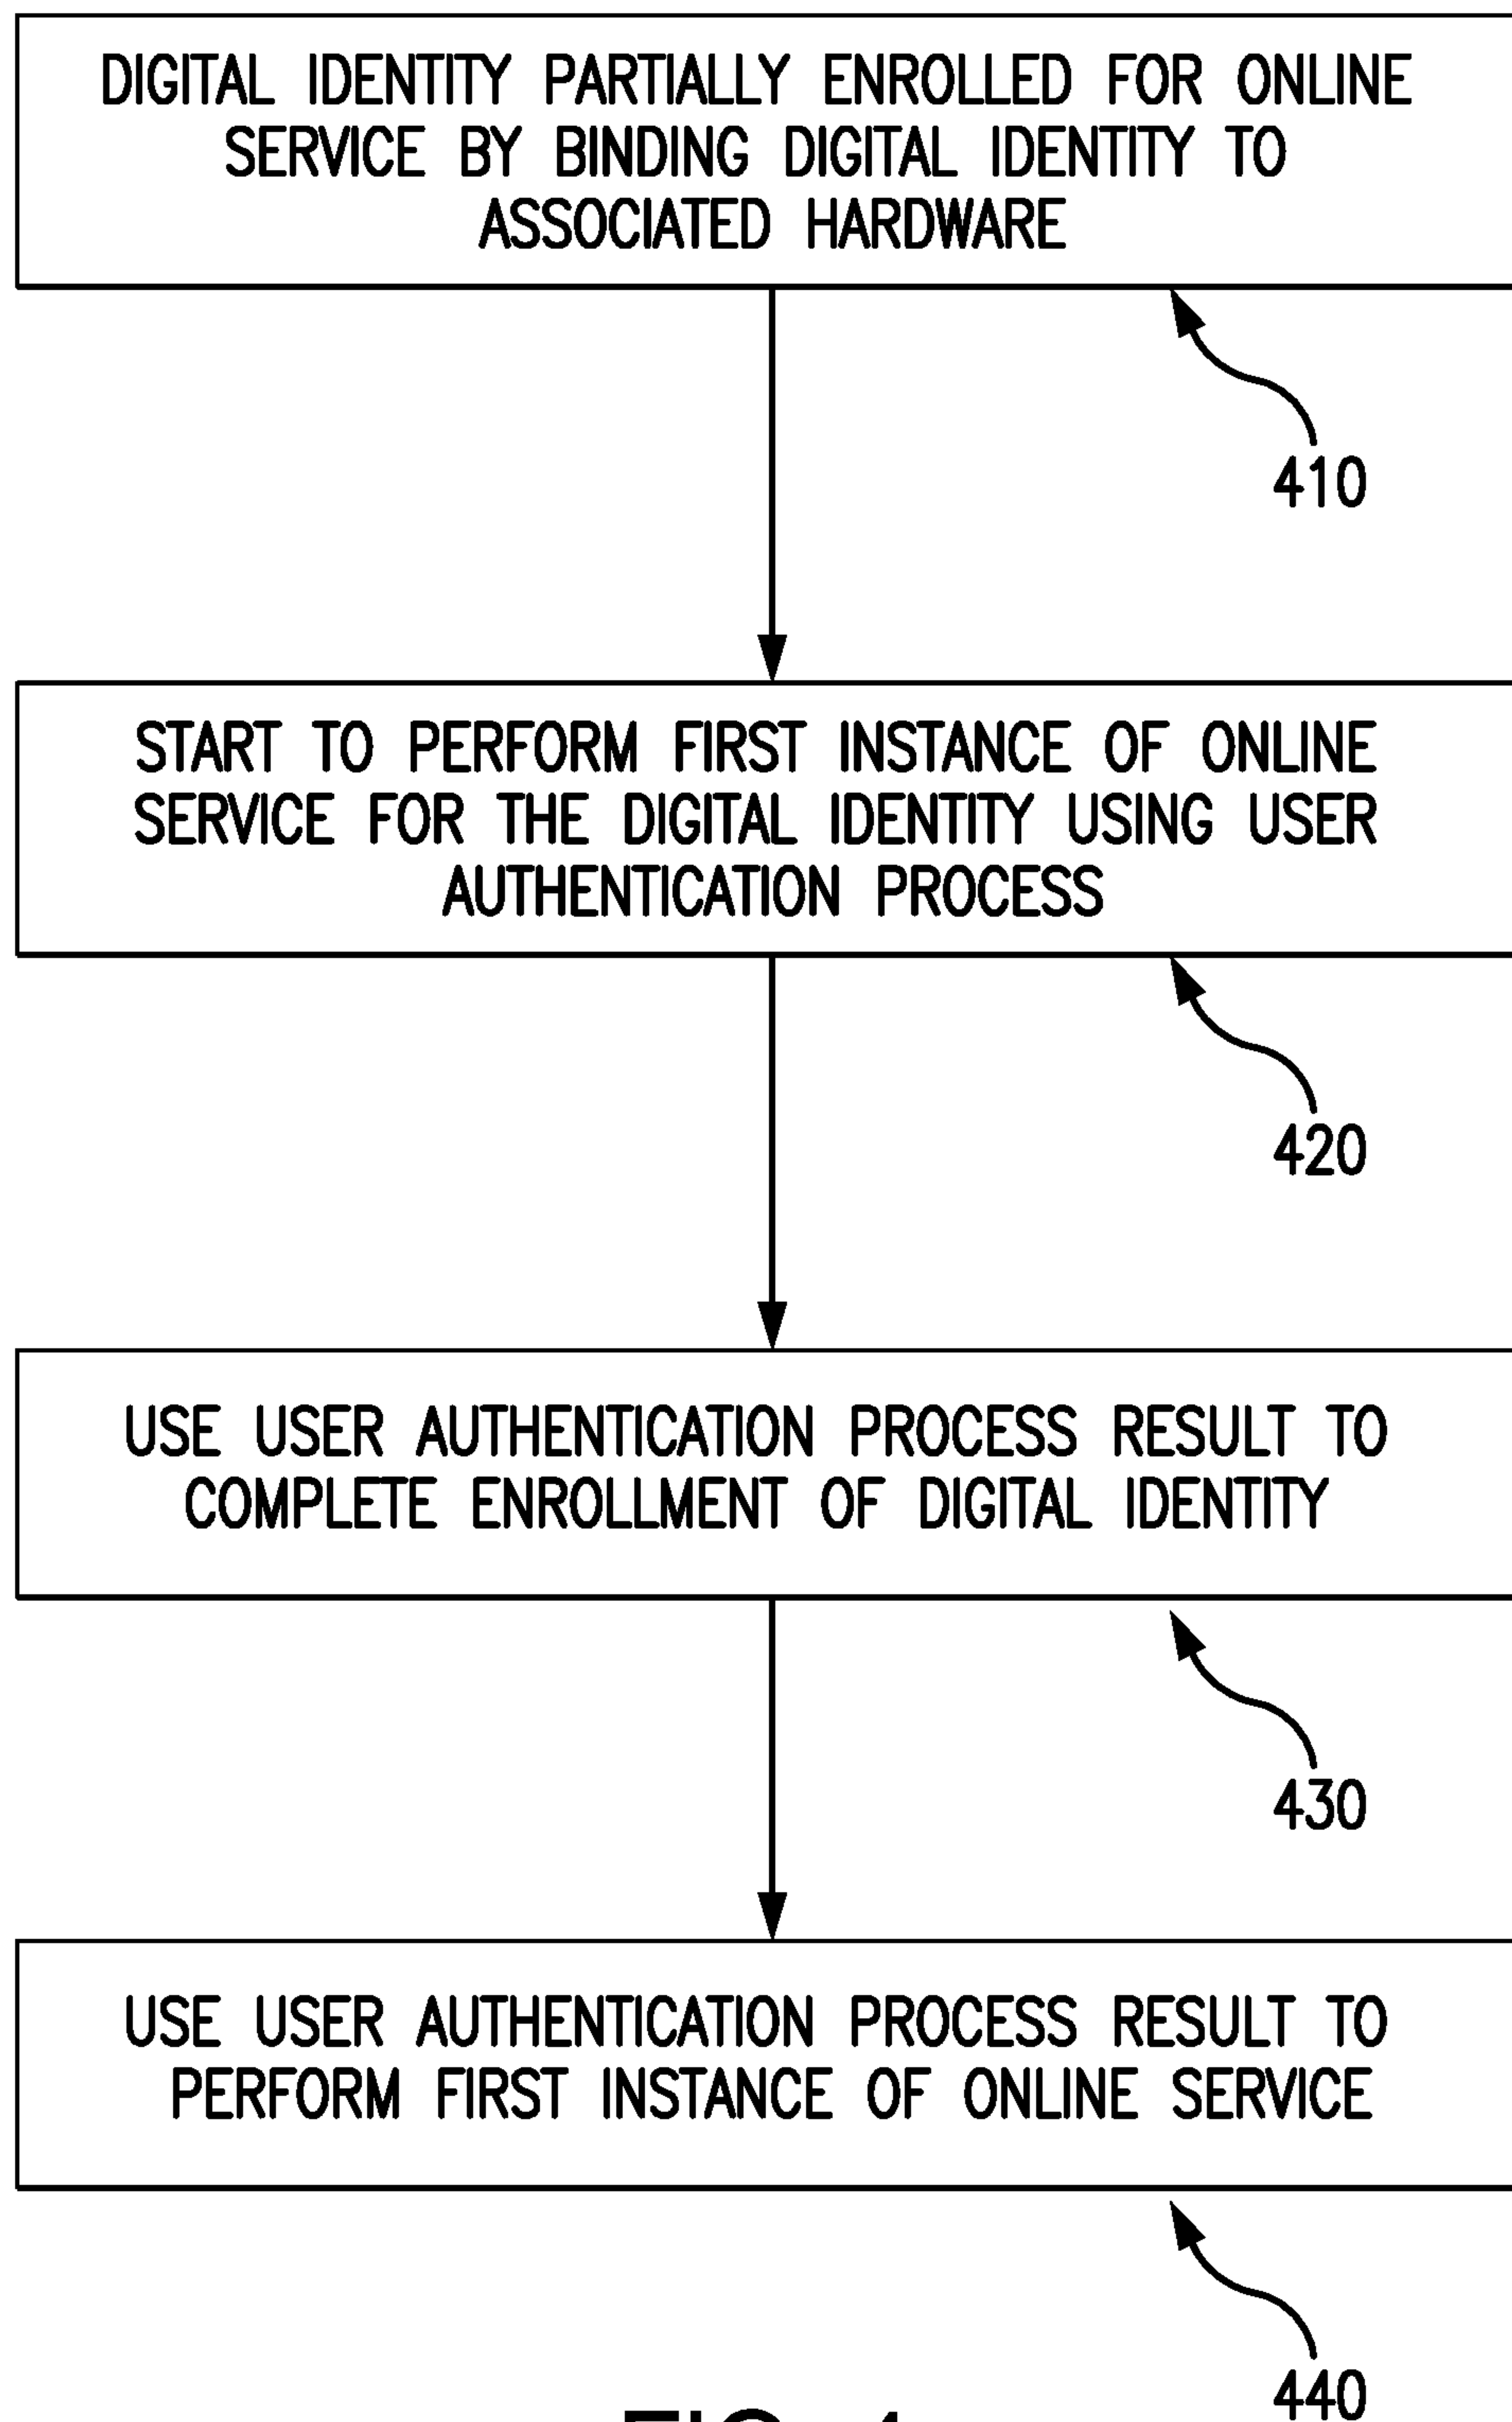 DIGITAL IDENTITY PARTIALLY ENROLLED FOR ONLINE
SERVICE BY BINDING DIGITAL IDENTITY TO
ASSOCIATED HARDWARE
410
START TO PERFORM FIRST INSTANCE OF ONLINE
SERVICE FOR THE DIGITAL IDENTITY USING USER
AUTHENTICATION PROCESS
420
USE USER AUTHENTICATION PROCESS RESULT TO
COMPLETE ENROLLMENT OF DIGITAL IDENTITY
430
USE USER AUTHENTICATION PROCESS RESULT TO
PERFORM FIRST INSTANCE OF ONLINE SERVICE
440